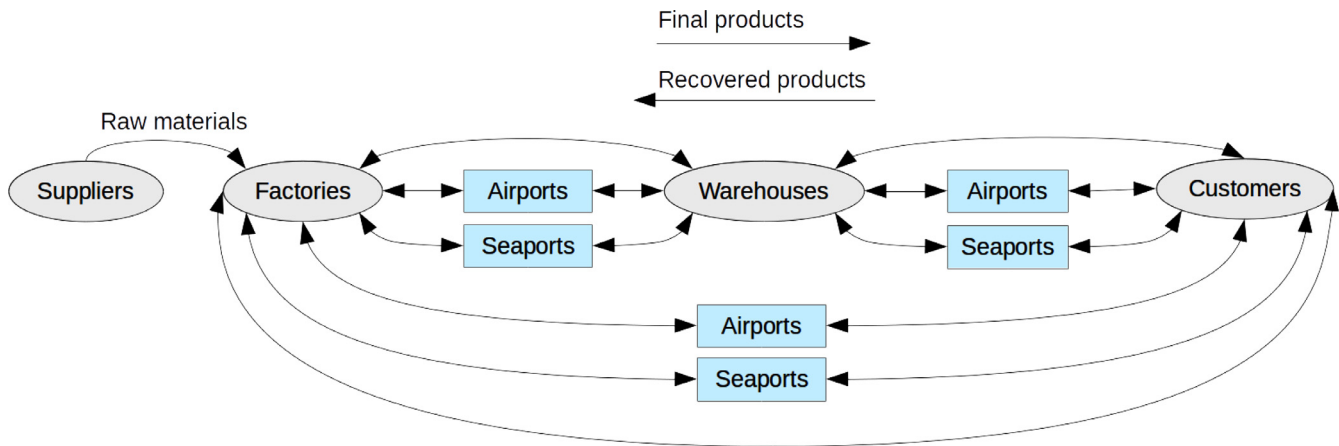 Final products
Recovered products
Raw materials
Suppliers
Factories
Airports
Warehouses
Airports
Customers
Seaports
Seaports
Airports
Seaports